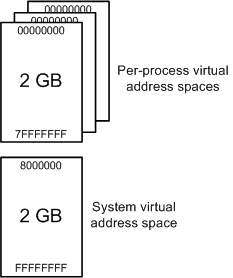 00000000
00000000
00000000
2 GB
7FFFFFFF
Per-process virtual
address spaces
8000000
2 GB
FFFFFFFF
System virtual
address space